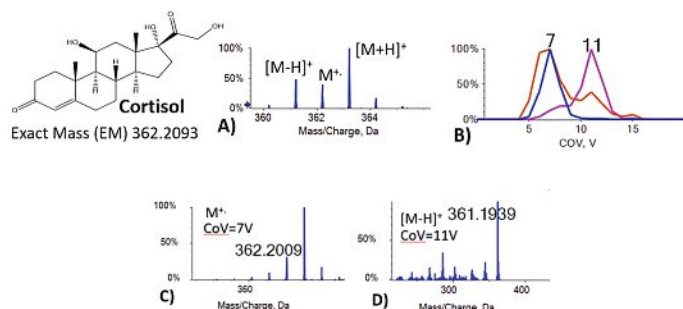 OH
O
OH
HO
H
H
H
O
Cortisol
Exact Mass (EM) 362.2093
100%
50%
0%
[M-H]+
M+.
[M+H]+
360
362
364
Mass/Charge, Da
A)
100%
50%
0%
7
11
5
10
15
COV, V
B)
100%
50%
0%
M+.
CoV=7V
362.2009
360
Mass/Charge, Da
C)
50%
0%
[M-H]+
CoV=11V
361.1939
300
400
Mass/Charge, Da
D)